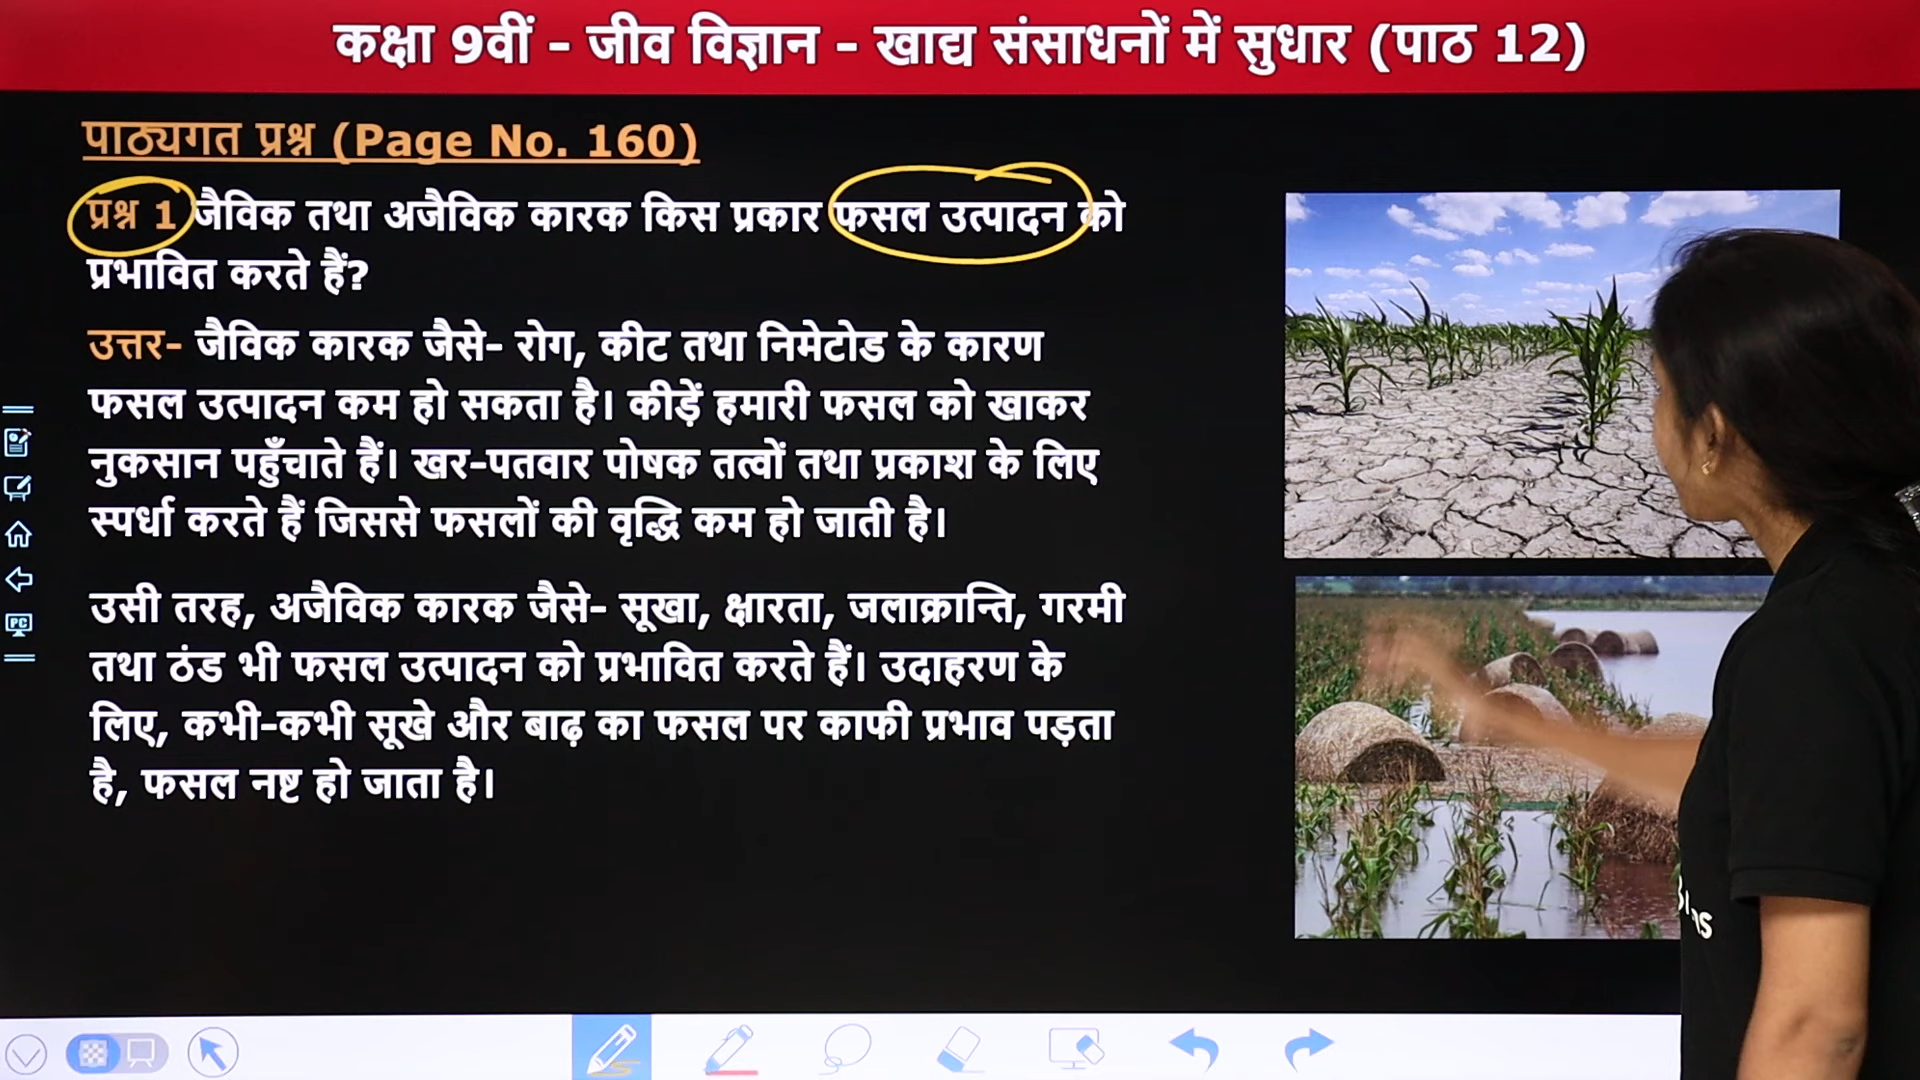 कक्षा 9वीं - जीव विज्ञान - खाद्य संसाधनों में सुधार (पाठ 12)
पाठ्यगत प्रश्न (Page No. 160)
प्रश्न 1 जैविक तथा अजैविक कारक किस प्रकार फसल उत्पादन को
प्रभावित करते हैं?
उत्तर- जैविक कारक जैसे- रोग, कीट तथा निमेटोड के कारण
फसल उत्पादन कम हो सकता है। कीड़ें हमारी फसल को खाकर
नुकसान पहुँचाते हैं। खर-पतवार पोषक तत्वों तथा प्रकाश के लिए
स्पर्धा करते हैं जिससे फसलों की वृद्धि कम हो जाती है।
उसी तरह, अजैविक कारक जैसे- सूखा, क्षारता, जलाक्रान्ति, गरमी
तथा ठंड भी फसल उत्पादन को प्रभावित करते हैं। उदाहरण के
लिए, कभी-कभी सूखे और बाढ़ का फसल पर काफी प्रभाव पड़ता
है, फसल नष्ट हो जाता है।
PC